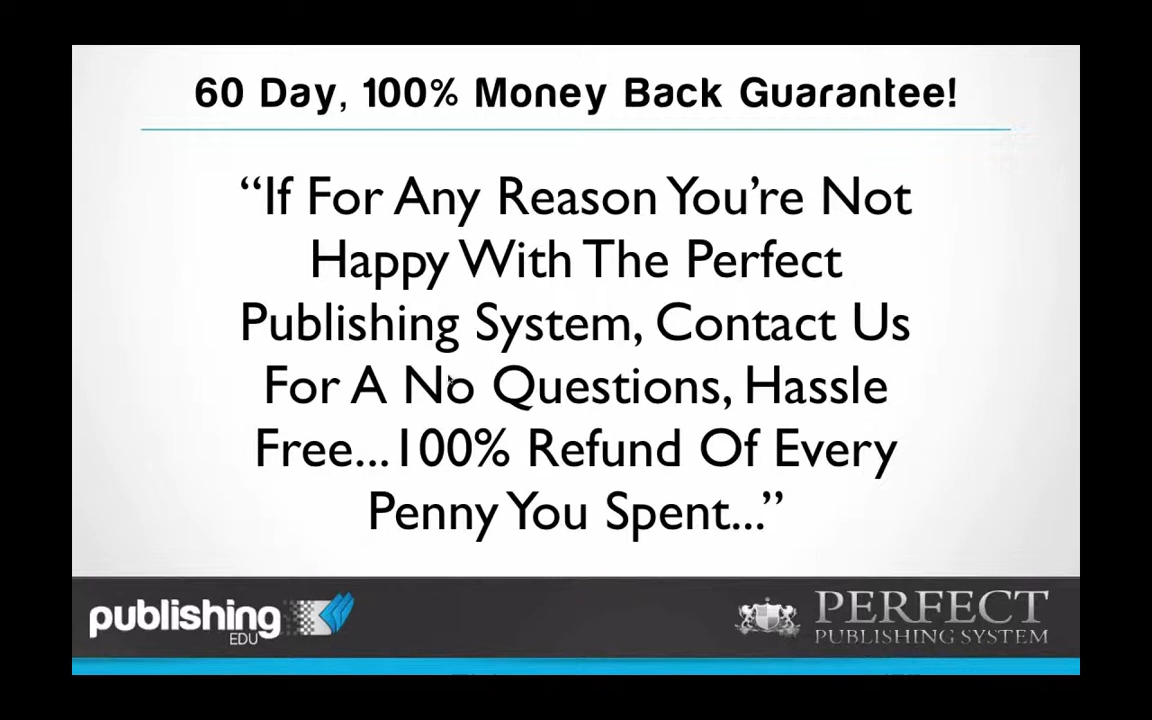 60 Day, 100% Money Back Guarantee!
“If For Any Reason You’re Not
Happy With The Perfect
Publishing System, Contact Us
For A No Questions, Hassle
Free...100% Refund Of Every
Penny You Spent...”
publishing
EDU
PERFECT
PUBLISHING SYSTEM